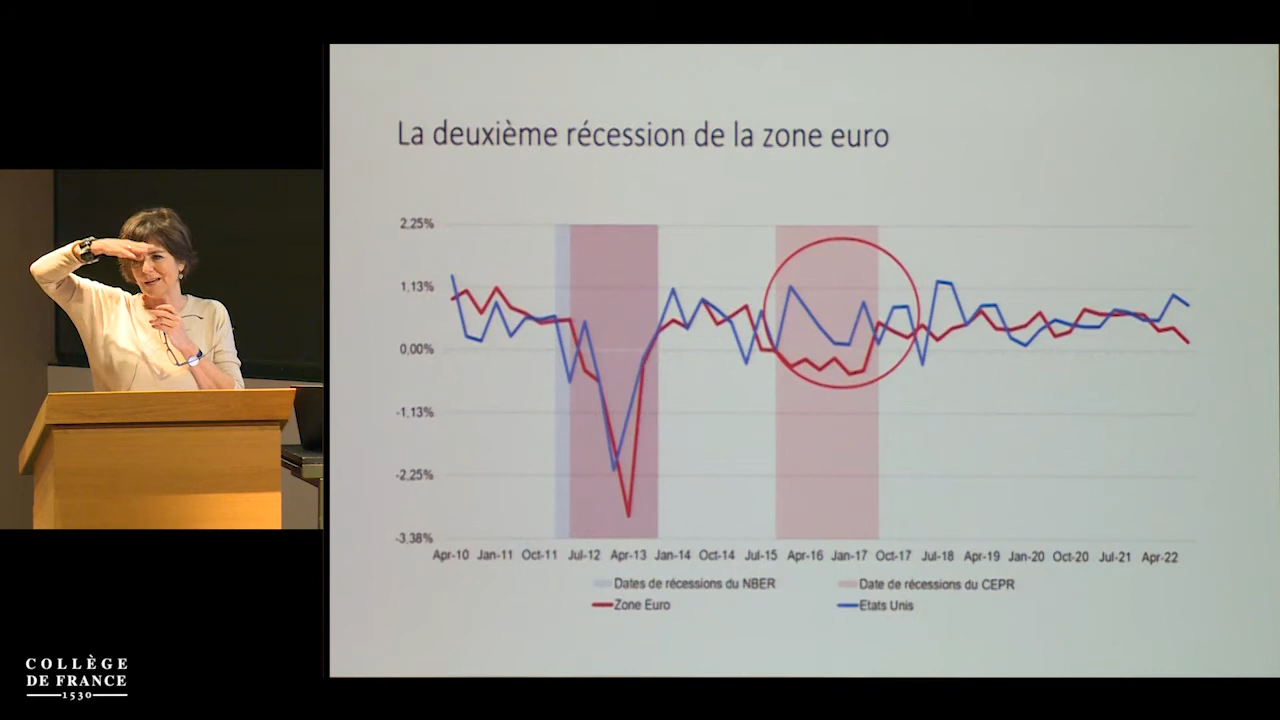 La deuxième récession de la zone euro
2,25%
1,13%
0,00%
-1,13%
-2,25%
-3,38%
Apr-10 Jan-11 Oct-11 Jul-12 Apr-13 Jan-14 Oct-14 Jul-15 Apr-16 Jan-17 Oct-17 Jul-18 Apr-19 Jan-20 Oct-20 Jul-21 Apr-22
Dates de récessions du NBER Date de récessions du CEPR
Zone Euro Etats Unis
COLLÈGE
DE FRANCE
1530